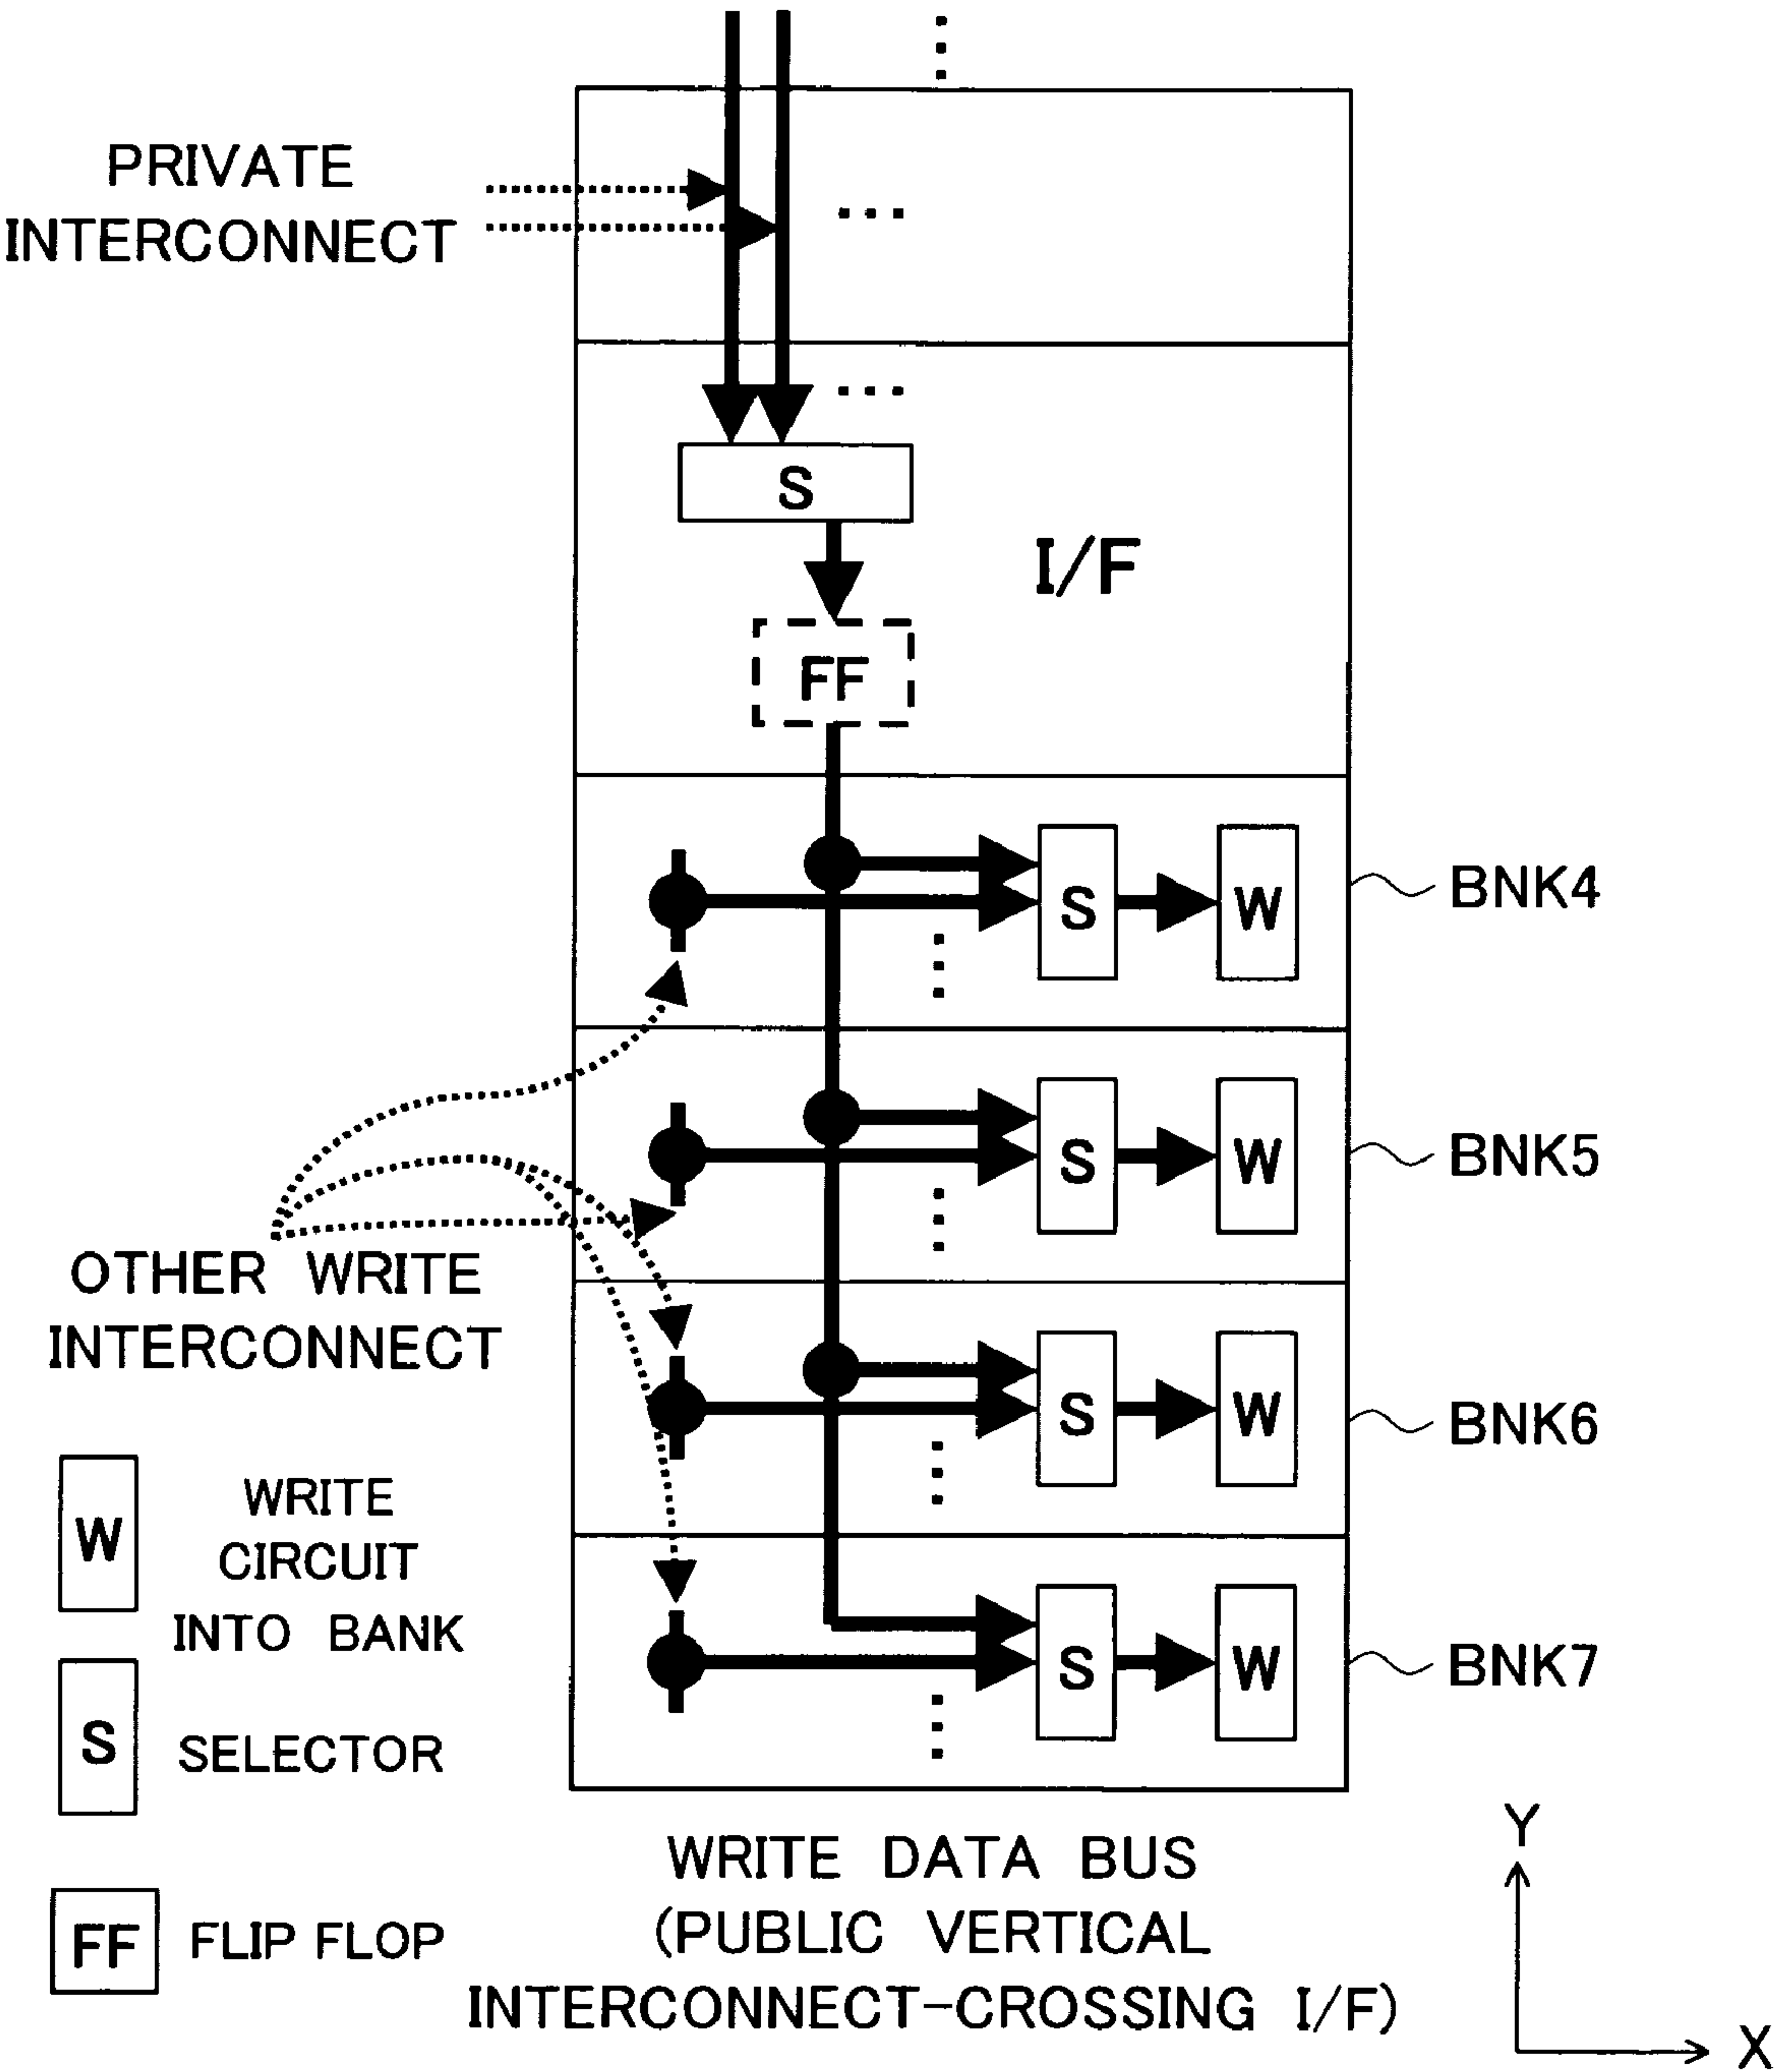 PRIVATE
INTERCONNECT
S
I/F
FF
S
W
BNK4
S
W
BNK5
OTHER WRITE
INTERCONNECT
S
W
BNK6
W
WRITE
CIRCUIT
INTO BANK
S
W
BNK7
S
SELECTOR
FF
FLIP FLOP
WRITE DATA BUS
(PUBLIC VERTICAL
INTERCONNECT-CROSSING I/F)
Y
X